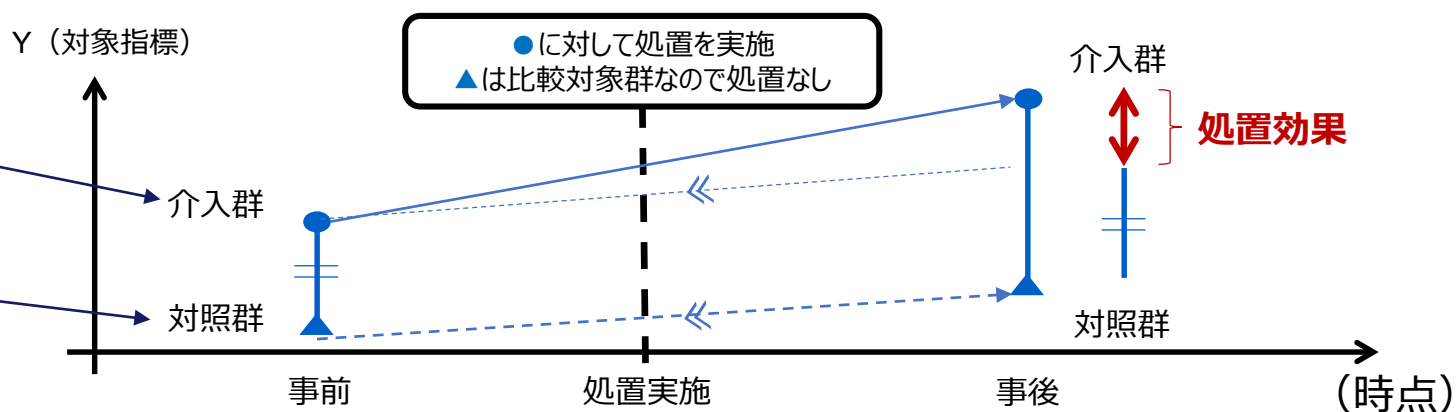 Y（対象指標）
●に対して処置を実施
▲は比較対象群なので処置なし
介入群
処置効果
介入群
対照群
対照群
事前
処置実施
事後
（時点）